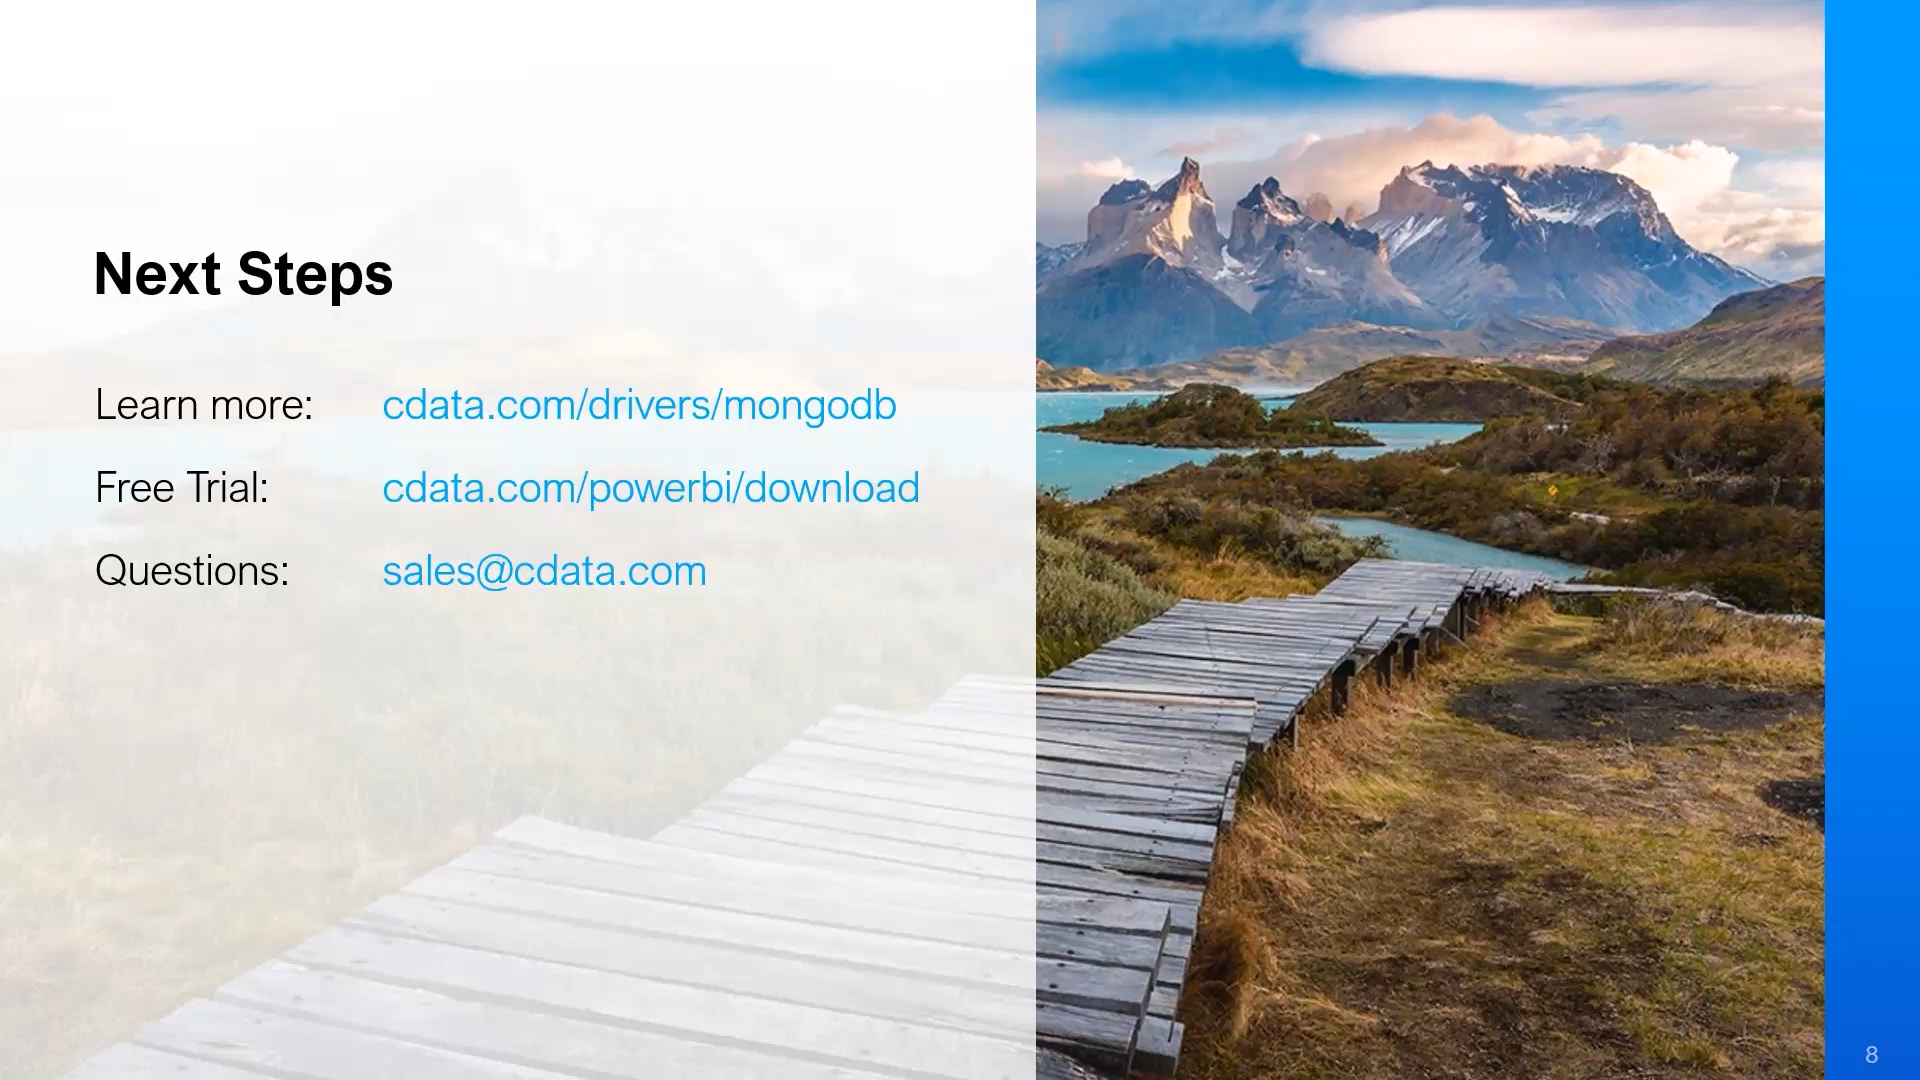 Next Steps
Learn more: cdata.com/drivers/mongodb
Free Trial: cdata.com/powerbi/download
Questions: sales@cdata.com
8